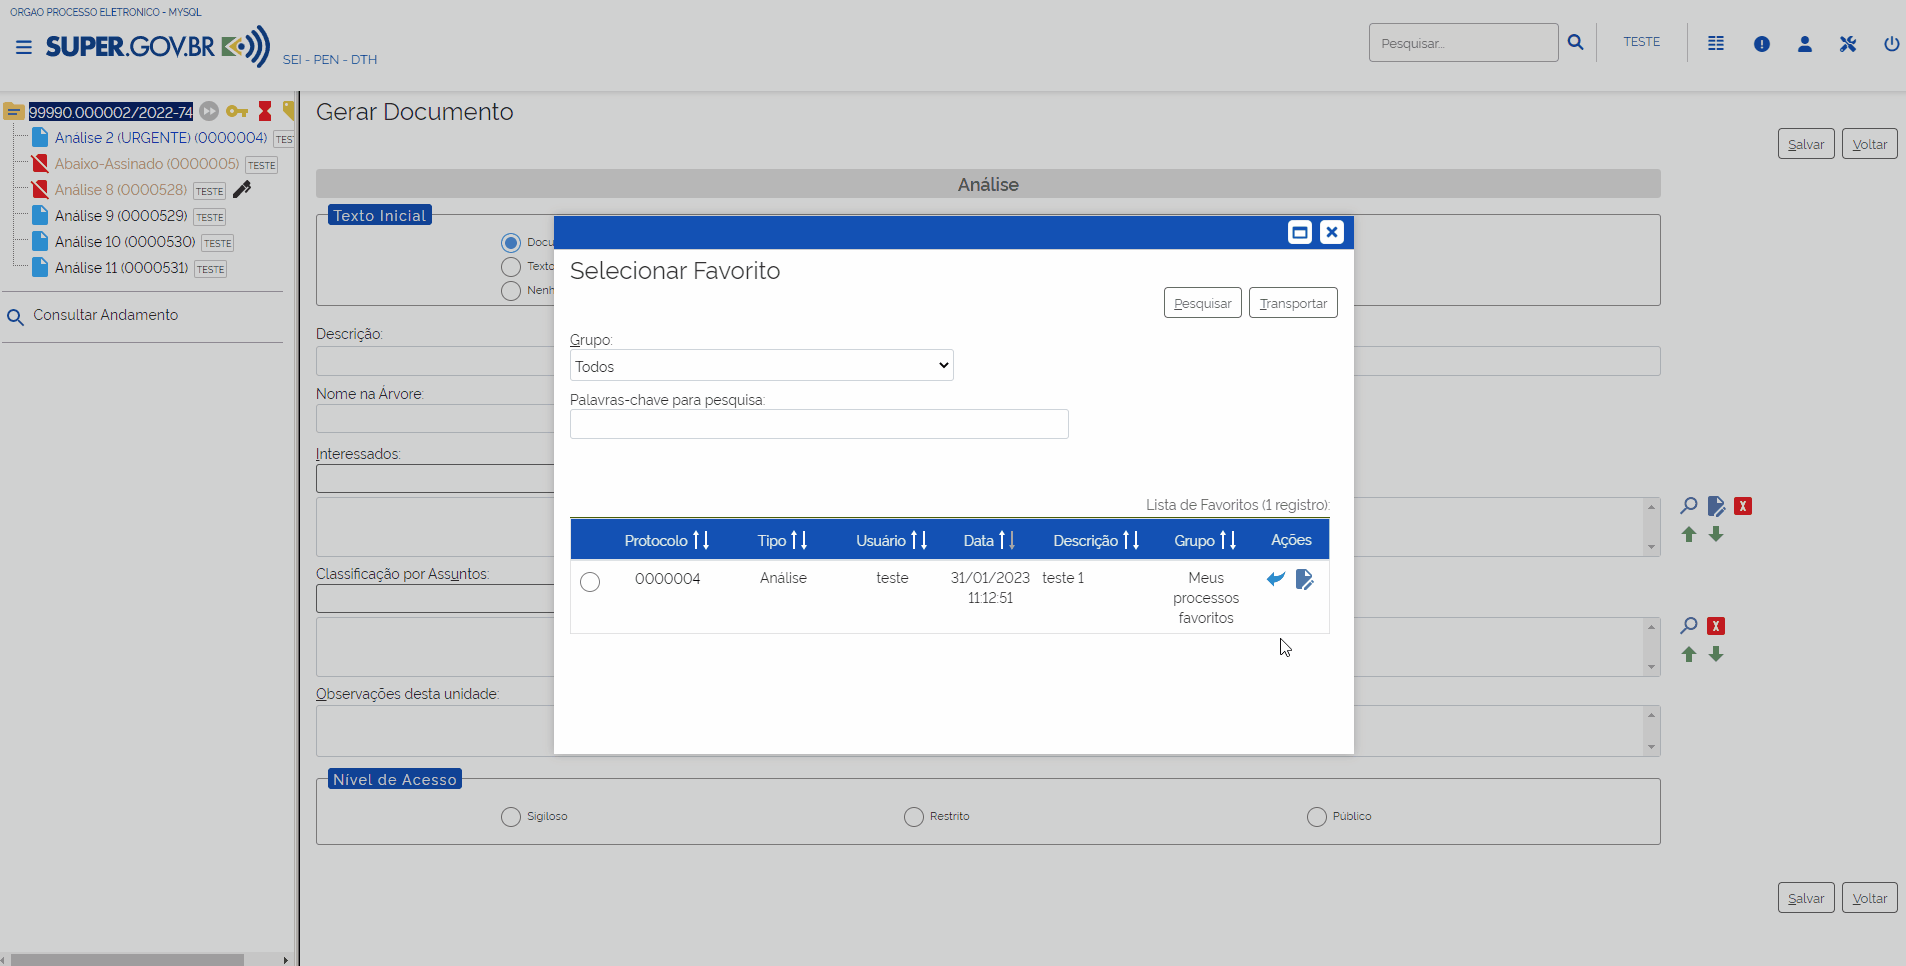 ORGAO PROCESSO ELETRONICO - MYSQL
SUPER.GOV.BR
SEI - PEN - DTH
Pesquisar...
TESTE
99990.000002/2022-74
Análise 2 (URGENTE) (0000004)
Abaixo-Assinado (0000005) TESTE
Análise 8 (0000528) TESTE
Análise 9 (0000529) TESTE
Análise 10 (0000530) TESTE
Análise 11 (0000531) TESTE
Consultar Andamento
Gerar Documento
Salvar Voltar
Análise
Texto Inicial
Descrição:
Nome na Árvore:
Interessados:
Classificação por Assuntos:
Observações desta unidade:
Nível de Acesso
Sigiloso Restrito Público
Salvar Voltar
Selecionar Favorito
Pesquisar Transportar
Grupo:
Todos
Palavras-chave para pesquisa:
Lista de Favoritos (1 registro):
Protocolo Tipo Usuário Data Descrição Grupo Ações
0000004 Análise teste 31/01/2023 teste 1 Meus
11:12:51 processos
favoritos